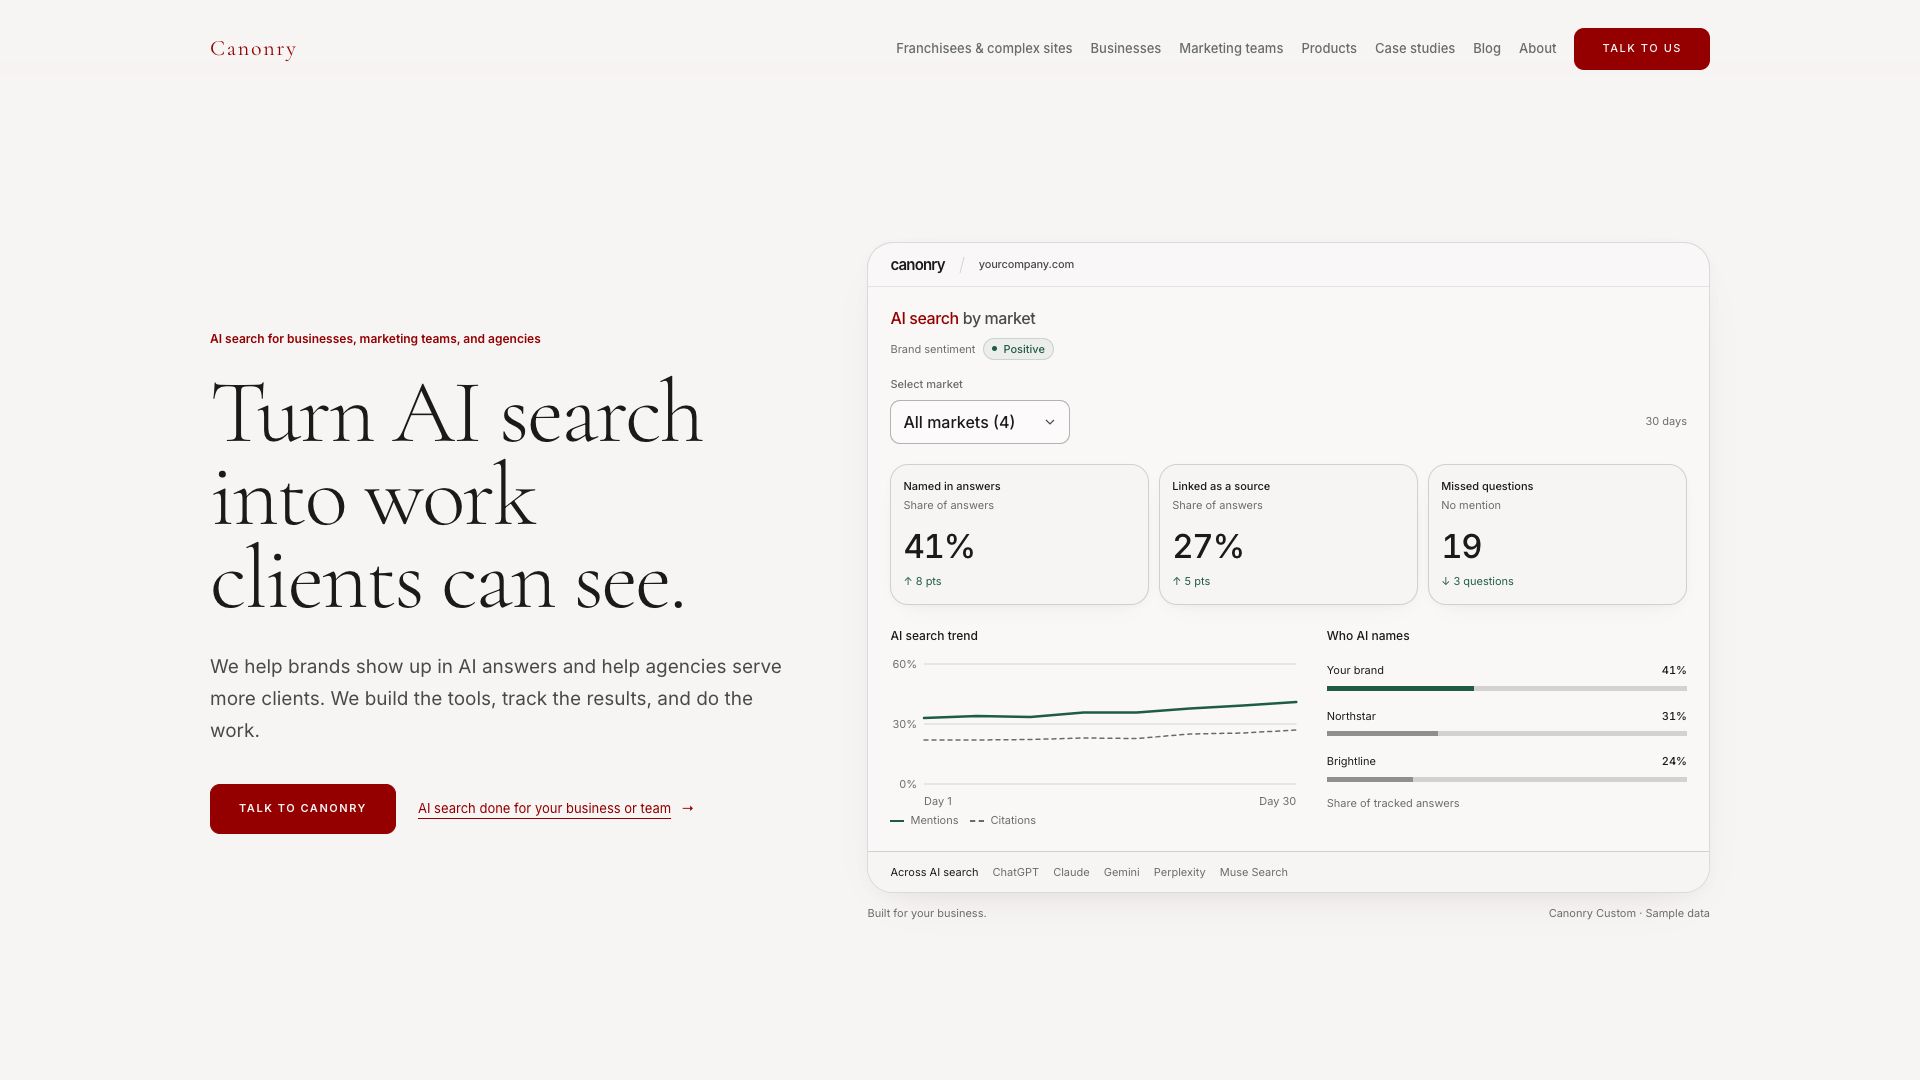 Canonry
Franchisees & complex sites
Businesses
Marketing teams
Products
Case studies
Blog
About
TALK TO US
AI search for businesses, marketing teams, and agencies
Turn AI search
into work
clients can see.
We help brands show up in AI answers and help agencies serve
more clients. We build the tools, track the results, and do the
work.
TALK TO CANONRY
AI search done for your business or team →
canonry / yourcompany.com
AI search by market
Brand sentiment • Positive
Select market
All markets (4)
30 days
Named in answers
Share of answers
41%
↑ 8 pts
Linked as a source
Share of answers
27%
↑ 5 pts
Missed questions
No mention
19
↓ 3 questions
AI search trend
60%
30%
0%
Day 1
Day 30
Mentions
Citations
Who AI names
Your brand 41%
Northstar 31%
Brightline 24%
Share of tracked answers
Across AI search ChatGPT Claude Gemini Perplexity Muse Search
Built for your business.
Canonry Custom · Sample data